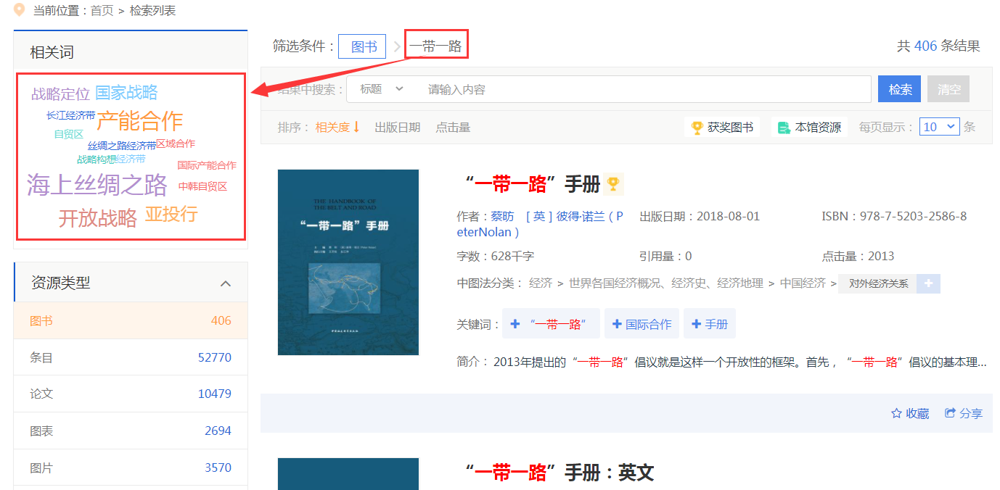 当前位置：首页 > 检索列表
相关词
战略定位 国家战略
长江经济带 产能合作
自贸区
丝绸之路经济带 区域合作
战略构想 经济带
国际产能合作
海上丝绸之路 中韩自贸区
开放战略 亚投行
资源类型
图书 406
条目 52770
论文 10479
图表 2694
图片 3570
筛选条件： 图书 一带一路 共 406 条结果
结果中搜索： 标题 请输入内容 检索 清空
排序： 相关度 出版日期 点击量 获奖图书 本馆资源 每页显示： 10 条
THE HANDBOOK OF
THE BELT AND ROAD
“一带一路”手册
“一带一路”手册
作者：蔡昉 [ 英 ] 彼得·诺兰（P 出版日期：2018-08-01 ISBN：978-7-5203-2586-8
eterNolan）
字数：628千字 引用量：0 点击量：2013
中图法分类： 经济 > 世界各国经济概况、经济史、经济地理 > 中国经济 > 对外经济关系 +
关键词： + “一带一路” + 国际合作 + 手册
简介： 2013年提出的“一带一路”倡议就是这样一个开放性的框架。首先，“一带一路”倡议的基本理...
收藏 分享
“一带一路”手册：英文